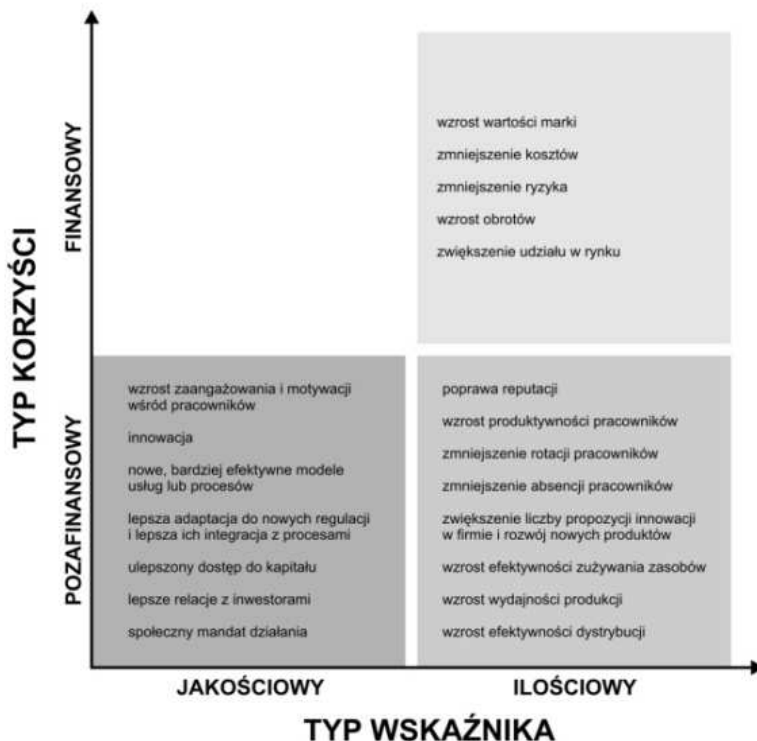 TYP KORZYŚCI
FINANSOWY
wzrost wartości marki
zmniejszenie kosztów
zmniejszenie ryzyka
wzrost obrotów
zwiększenie udziału w rynku
POZAFINANSOWY
wzrost zaangażowania i motywacji
wśród pracowników
innowacja
nowe, bardziej efektywne modele
usług lub procesów
lepsza adaptacja do nowych regulacji
i lepsza ich integracja z procesami
ulepszony dostęp do kapitału
lepsze relacje z inwestorami
społeczny mandat działania
poprawa reputacji
wzrost produktywności pracowników
zmniejszenie rotacji pracowników
zmniejszenie absencji pracowników
zwiększenie liczby propozycji innowacji
w firmie i rozwój nowych produktów
wzrost efektywności zużywania zasobów
wzrost wydajności produkcji
wzrost efektywności dystrybucji
JAKOŚCIOWY
ILOŚCIOWY
TYP WSKAŹNIKA